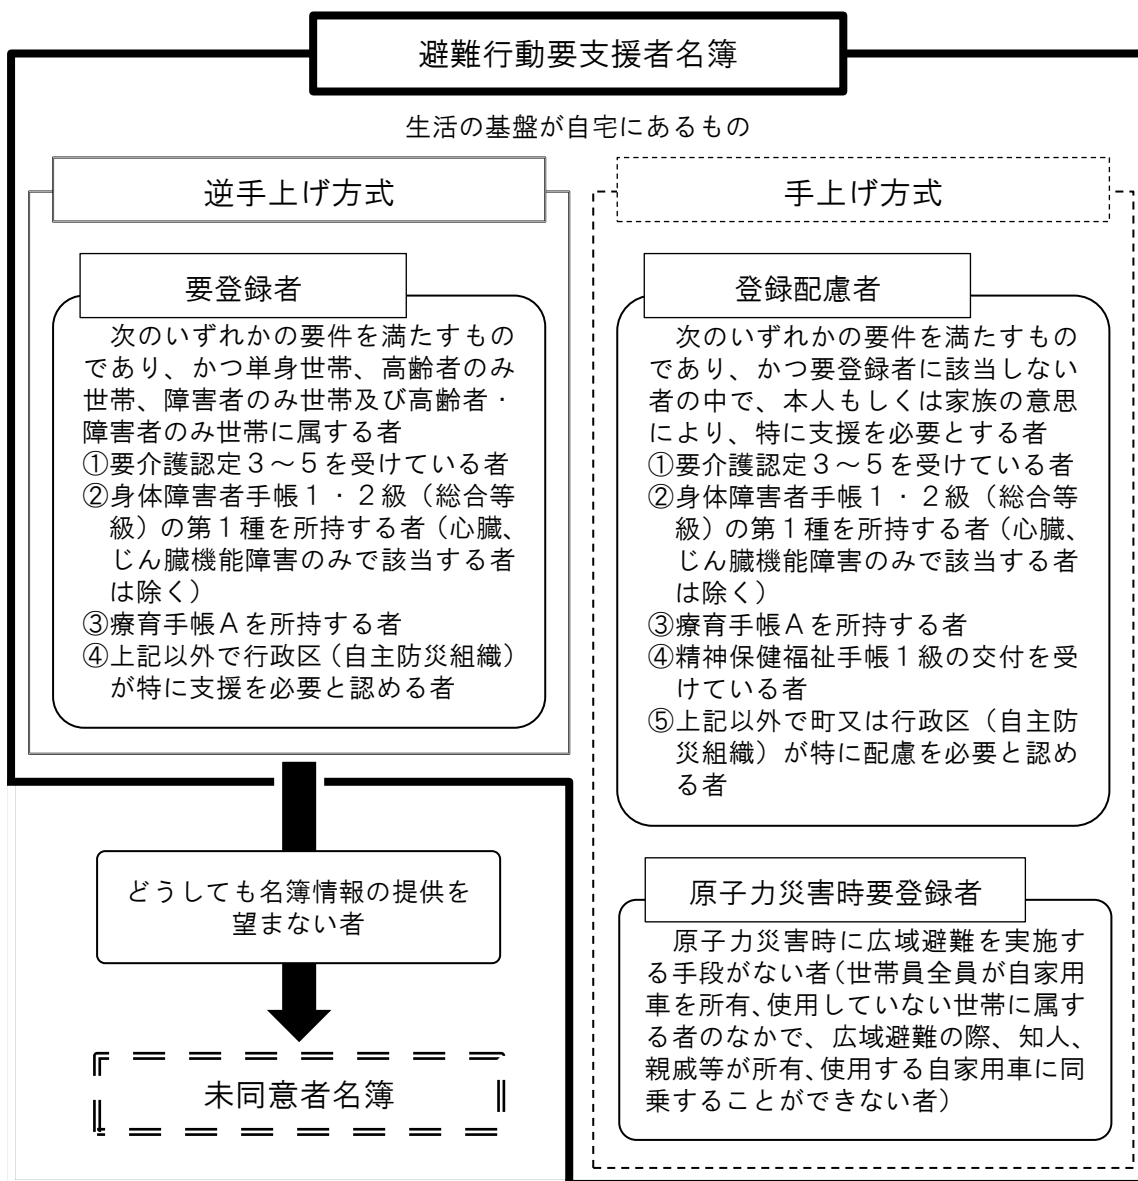 避難行動要支援者名簿
生活の基盤が自宅にあるもの
逆手上げ方式
要登録者
次のいずれかの要件を満たすもの
であり、かつ単身世帯、高齢者のみ
世帯、障害者のみ世帯及び高齢者・
障害者のみ世帯に属する者
①要介護認定３～５を受けている者
②身体障害者手帳１・２級（総合等
級）の第１種を所持する者（心臓、
じん臓機能障害のみで該当する者
は除く）
③療育手帳Ａを所持する者
④上記以外で行政区（自主防災組織）
が特に支援を必要と認める者
どうしても名簿情報の提供を
望まない者
未同意者名簿
手上げ方式
登録配慮者
次のいずれかの要件を満たすもの
であり、かつ要登録者に該当しない
者の中で、本人もしくは家族の意思
により、特に支援を必要とする者
①要介護認定３～５を受けている者
②身体障害者手帳１・２級（総合等
級）の第１種を所持する者（心臓、
じん臓機能障害のみで該当する者
は除く）
③療育手帳Ａを所持する者
④精神保健福祉手帳１級の交付を受
けている者
⑤上記以外で町又は行政区（自主防
災組織）が特に配慮を必要と認め
る者
原子力災害時要登録者
原子力災害時に広域避難を実施す
る手段がない者（世帯員全員が自家用
車を所有、使用していない世帯に属す
る者のなかで、広域避難の際、知人、
親戚等が所有、使用する自家用車に同
乗することができない者）